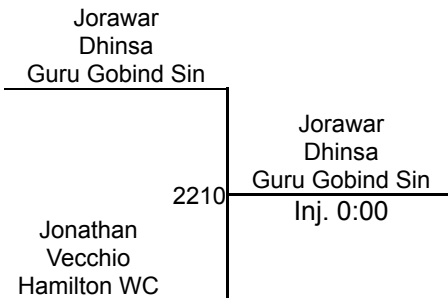 Jorawar
Dhinsa
Guru Gobind Sin
Jorawar
Dhinsa
Guru Gobind Sin
2210
Inj. 0:00
Jonathan
Vecchio
Hamilton WC